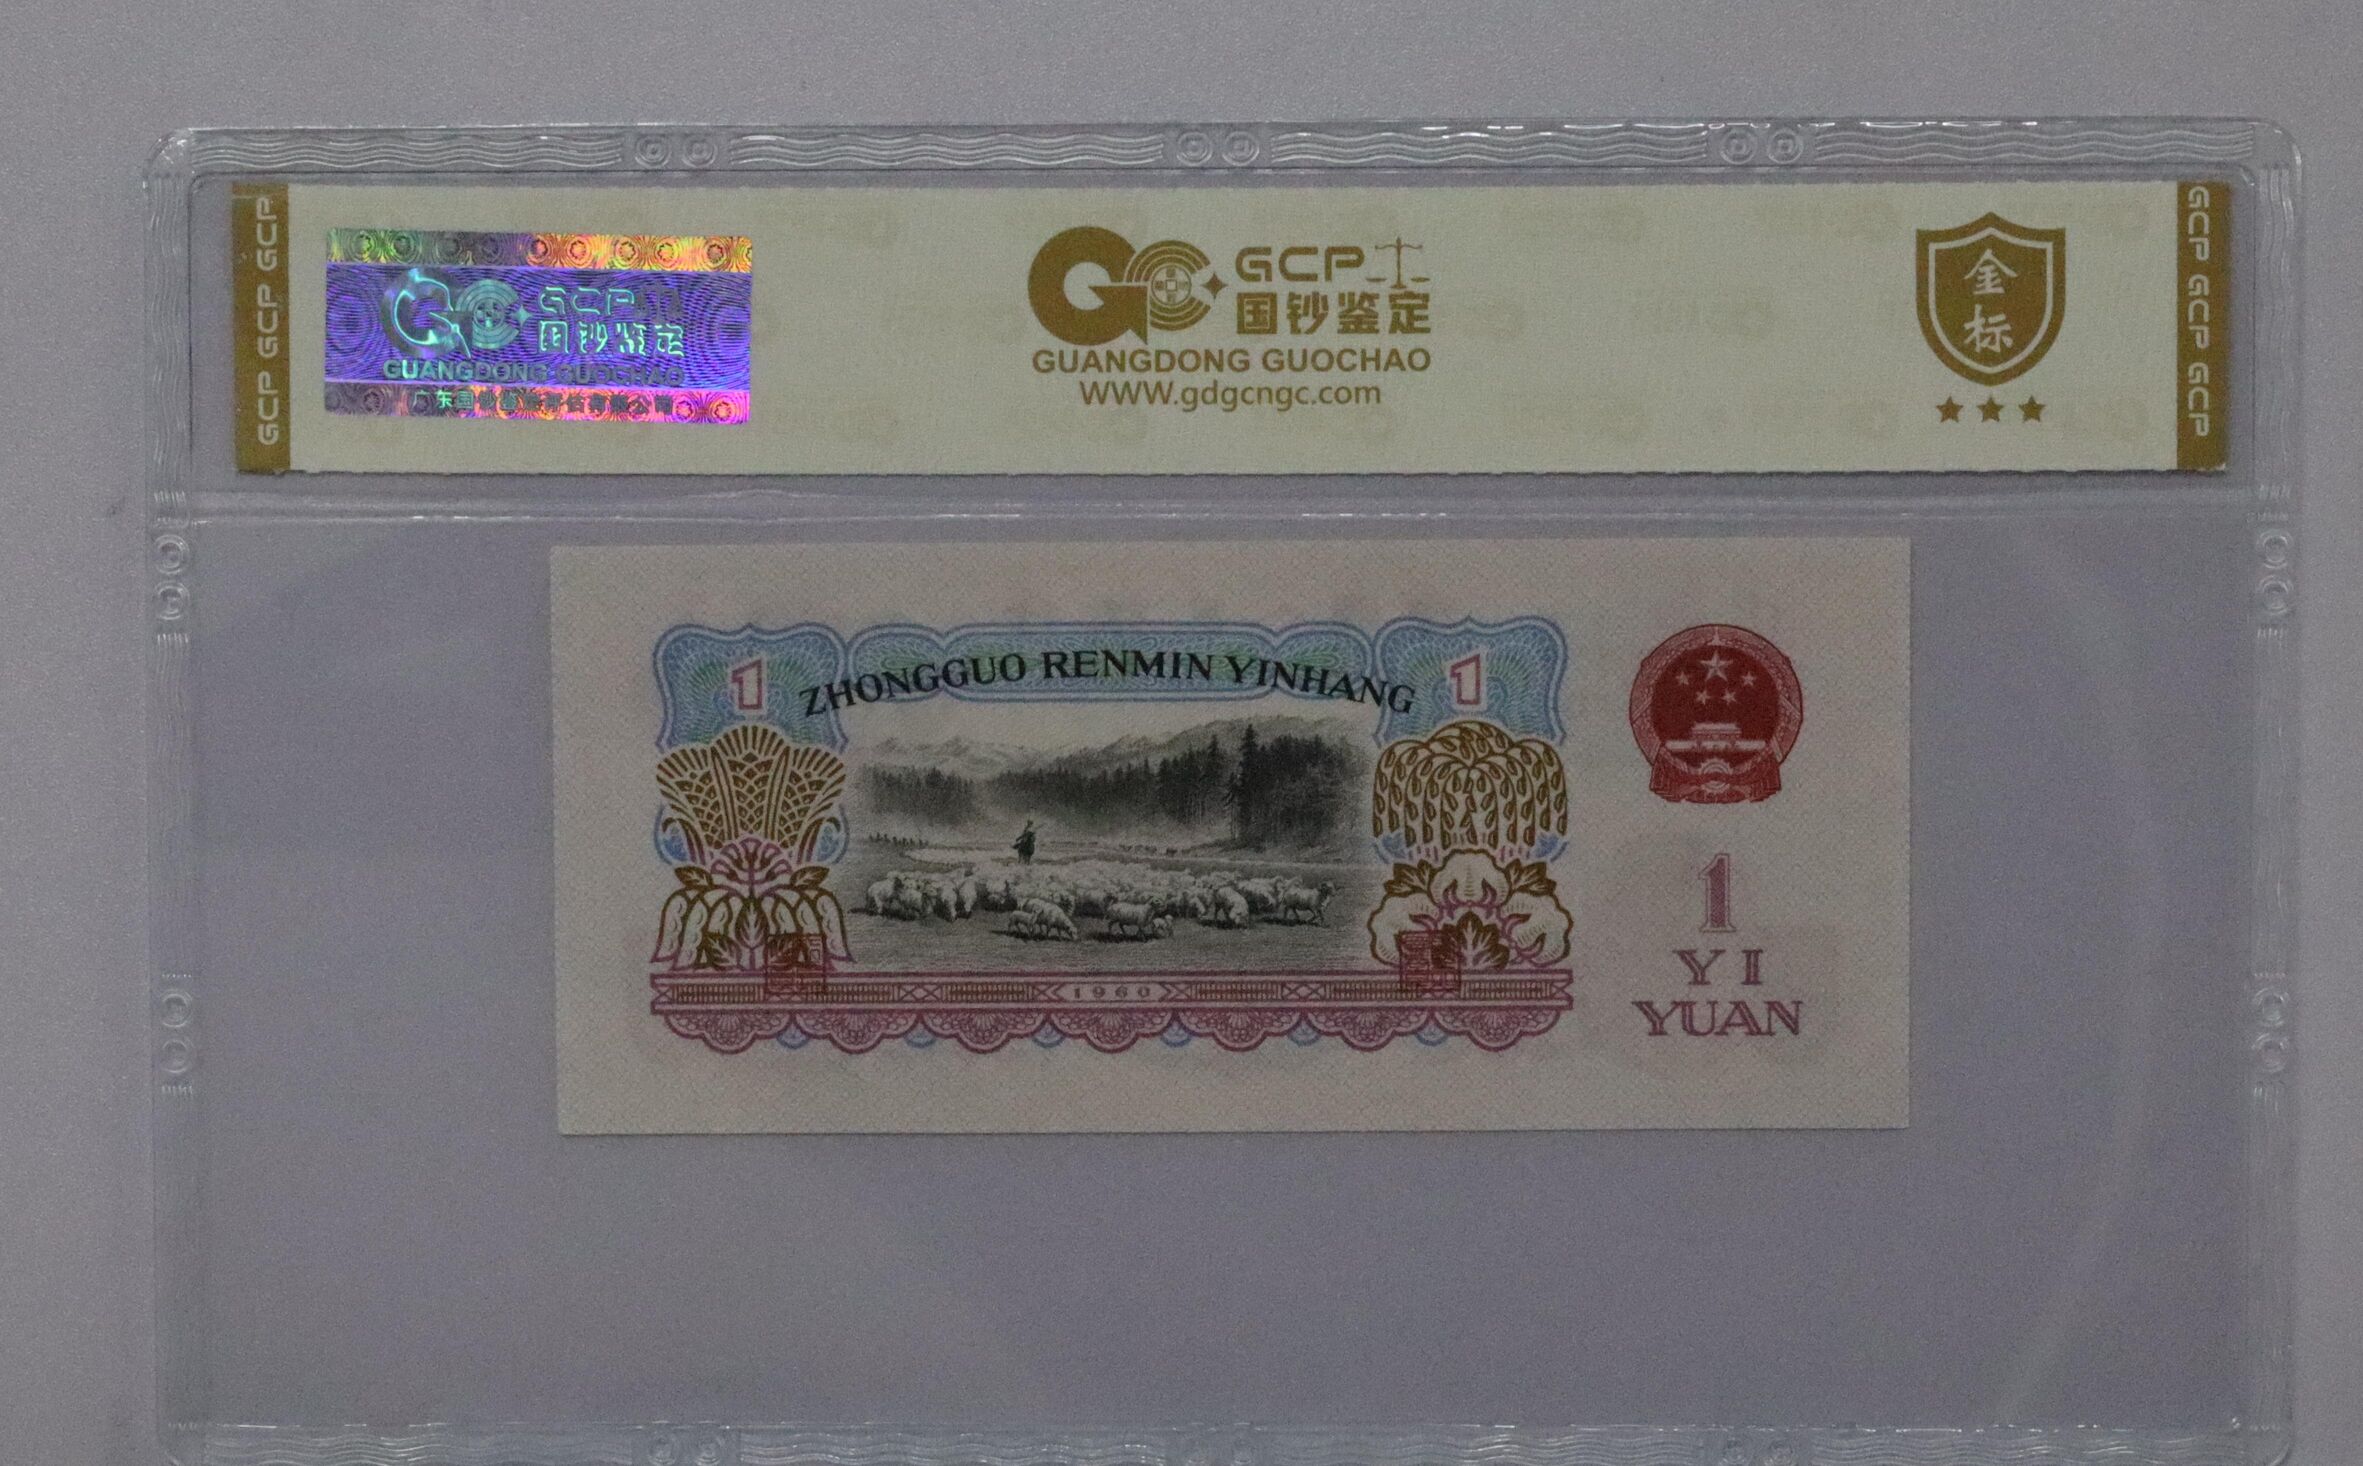 GCP GCP GCP
GCP
国钞鉴定
GUANGDONG GUOCHAO
GCP
国钞鉴定
GUANGDONG GUOCHAO
WWW.gdgcngc.com
金
标
GCP GCP GCP
1
ZHONGGUO RENMIN YINHANG
1
1960
1
YI
YUAN